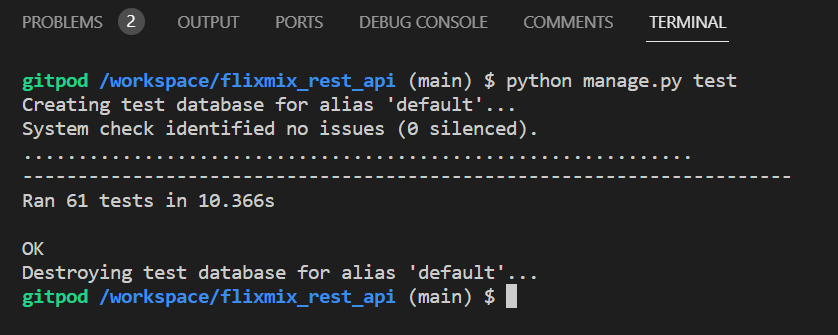 PROBLEMS 2 OUTPUT PORTS DEBUG CONSOLE COMMENTS TERMINAL
gitpod /workspace/flixmix_rest_api (main) $ python manage.py test
Creating test database for alias 'default'...
System check identified no issues (0 silenced).
.............................................................
----------------------------------------------------------------------
Ran 61 tests in 10.366s
OK
Destroying test database for alias 'default'...
gitpod /workspace/flixmix_rest_api (main) $